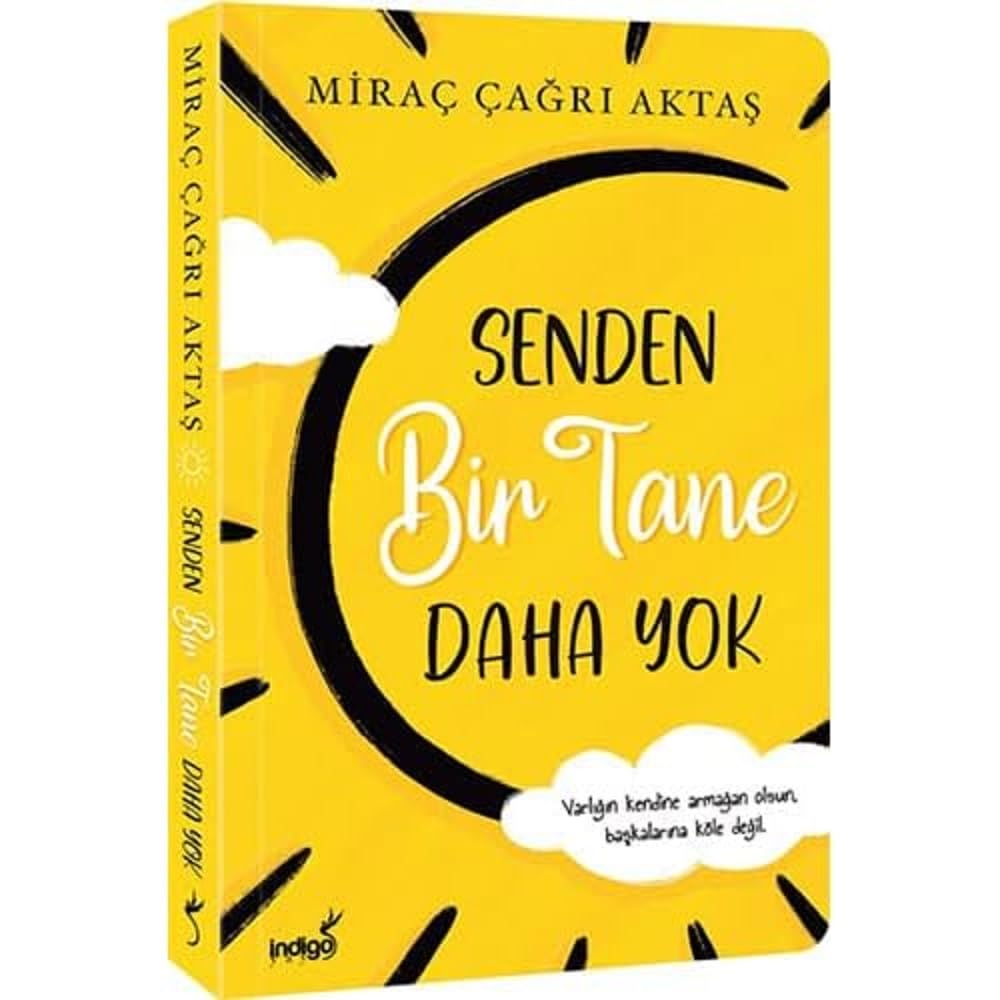 MİRAÇ ÇAĞRI AKTAŞ
SENDEN
Bir Tane
DAHA YOK
Varlığın kendine armağan olsun,
başkalarına köle değil.
indigo
MİRAÇ ÇAĞRI AKTAŞ SENDEN Bir Tane DAHA YOK